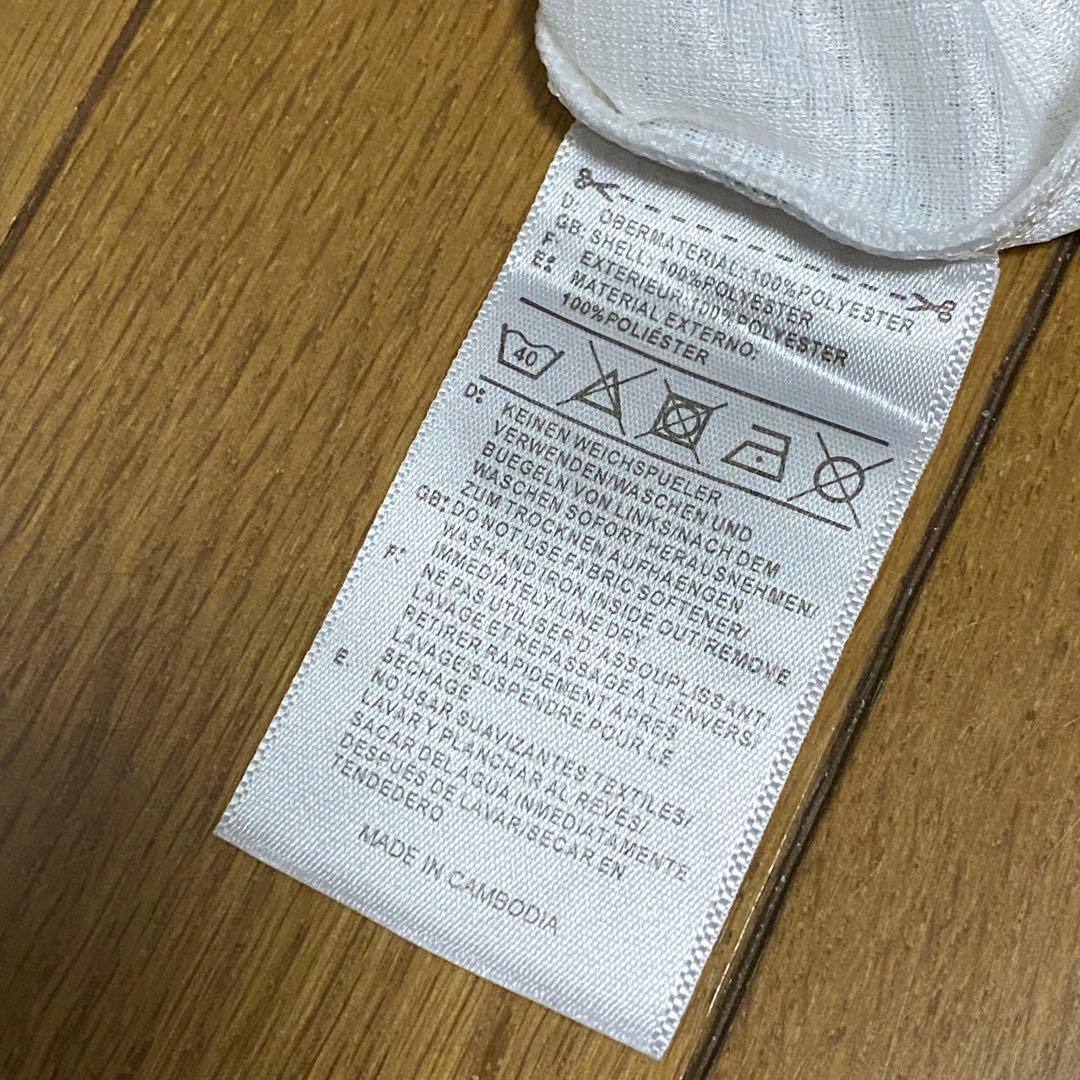 D: OBERMATERIAL: 100%POLYESTER
GB: SHELL: 100%POLYESTER
F: EXTERIEUR: 100%POLYESTER
E: MATERIAL EXTERNO:
100%POLIÉSTER
40
D: KEINEN WEICHSPUELER
VERWENDEN/WASCHEN UND
BUEGELN VON LINKS/NACH DEM
WASCHEN SOFORT HERAUSNEHMEN/
ZUM TROCKNEN AUFHAENGEN
GB: DO NOT USE FABRIC SOFTENER.
WASH AND IRON INSIDE OUT/REMOVE
IMMEDIATELY/LINE DRY
F: NE PAS UTILISER D'ASSOUPLISSANT/
LAVAGE ET REPASSAGE A L'ENVERS/
RETIRER RAPIDEMENT APRES
LAVAGE/SUSPENDRE POUR LE
SECHAGE
E NO USAR SUAVIZANTES TEXTILES/
LAVAR Y PLANCHAR AL REVES/
SACAR DEL AGUA INMEDIATAMENTE
DESPUES DE LAVAR/SECAR EN
TENDEDERO
MADE IN CAMBODIA